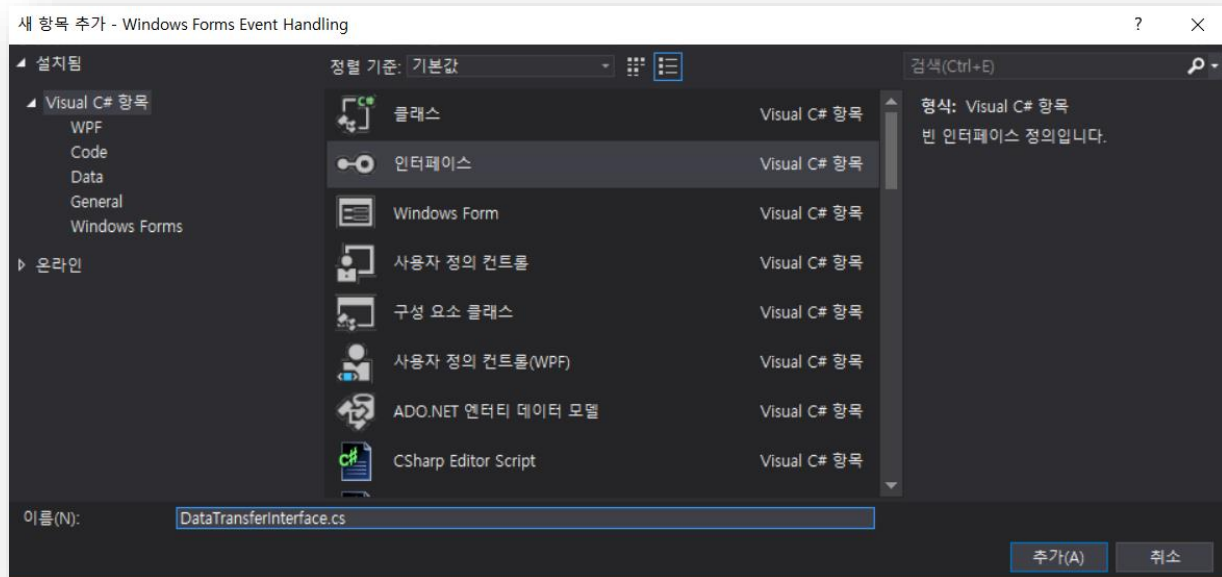 새 항목 추가 - Windows Forms Event Handling
?
설치됨
Visual C# 항목
WPF
Code
Data
General
Windows Forms
온라인
정렬 기준: 기본값
클래스 Visual C# 항목
인터페이스 Visual C# 항목
Windows Form Visual C# 항목
사용자 정의 컨트롤 Visual C# 항목
구성 요소 클래스 Visual C# 항목
사용자 정의 컨트롤(WPF) Visual C# 항목
ADO.NET 엔터티 데이터 모델 Visual C# 항목
CSharp Editor Script Visual C# 항목
검색(Ctrl+E)
형식: Visual C# 항목
빈 인터페이스 정의입니다.
이름(N): DataTransferInterface.cs
추가(A) 취소